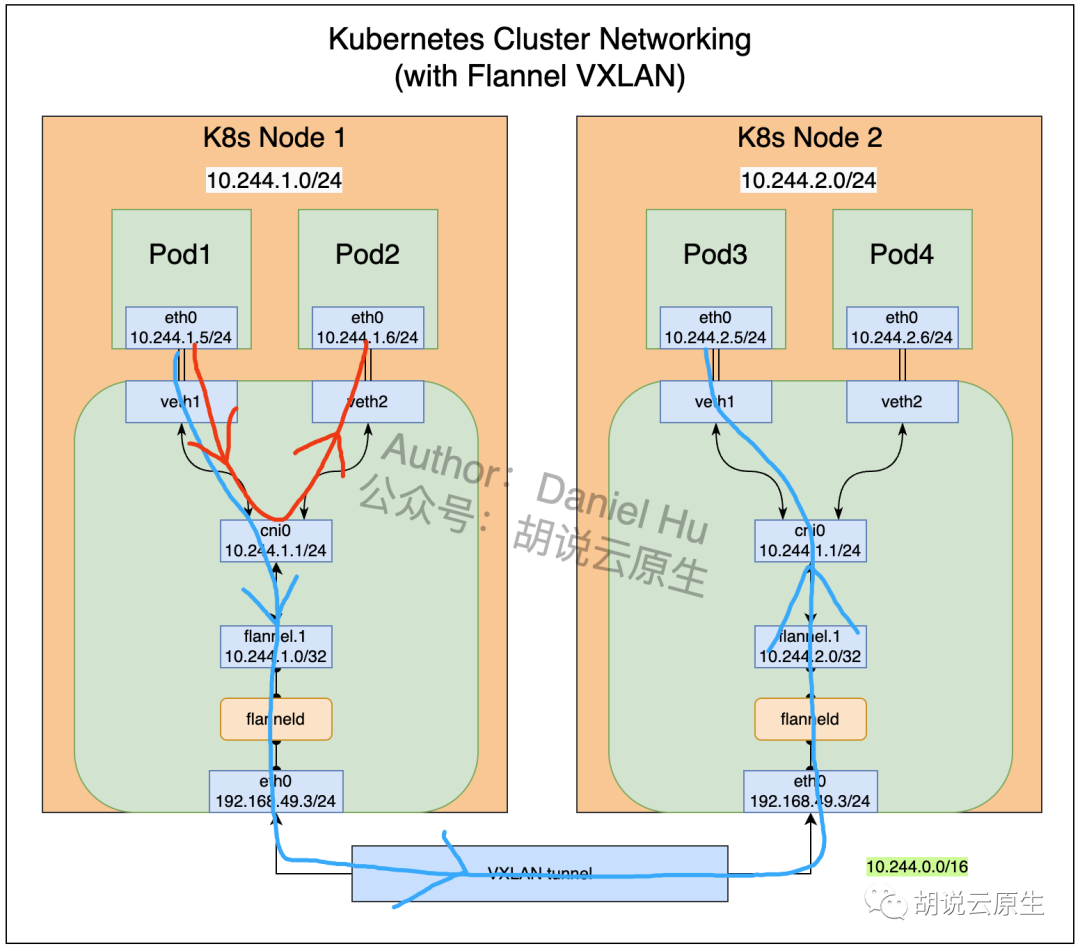 Kubernetes Cluster Networking
(with Flannel VXLAN)
K8s Node 1
10.244.1.0/24
Pod1
Pod2
eth0
10.244.1.5/24
eth0
10.244.1.6/24
veth1
veth2
cni0
10.244.1.1/24
flannel.1
10.244.1.0/32
flanneld
eth0
192.168.49.3/24
K8s Node 2
10.244.2.0/24
Pod3
Pod4
eth0
10.244.2.5/24
eth0
10.244.2.6/24
veth1
veth2
cni0
10.244.1.1/24
flannel.1
10.244.2.0/32
flanneld
eth0
192.168.49.3/24
Author：Daniel Hu
公众号：胡说云原生
VXLAN tunnel
10.244.0.0/16
胡说云原生